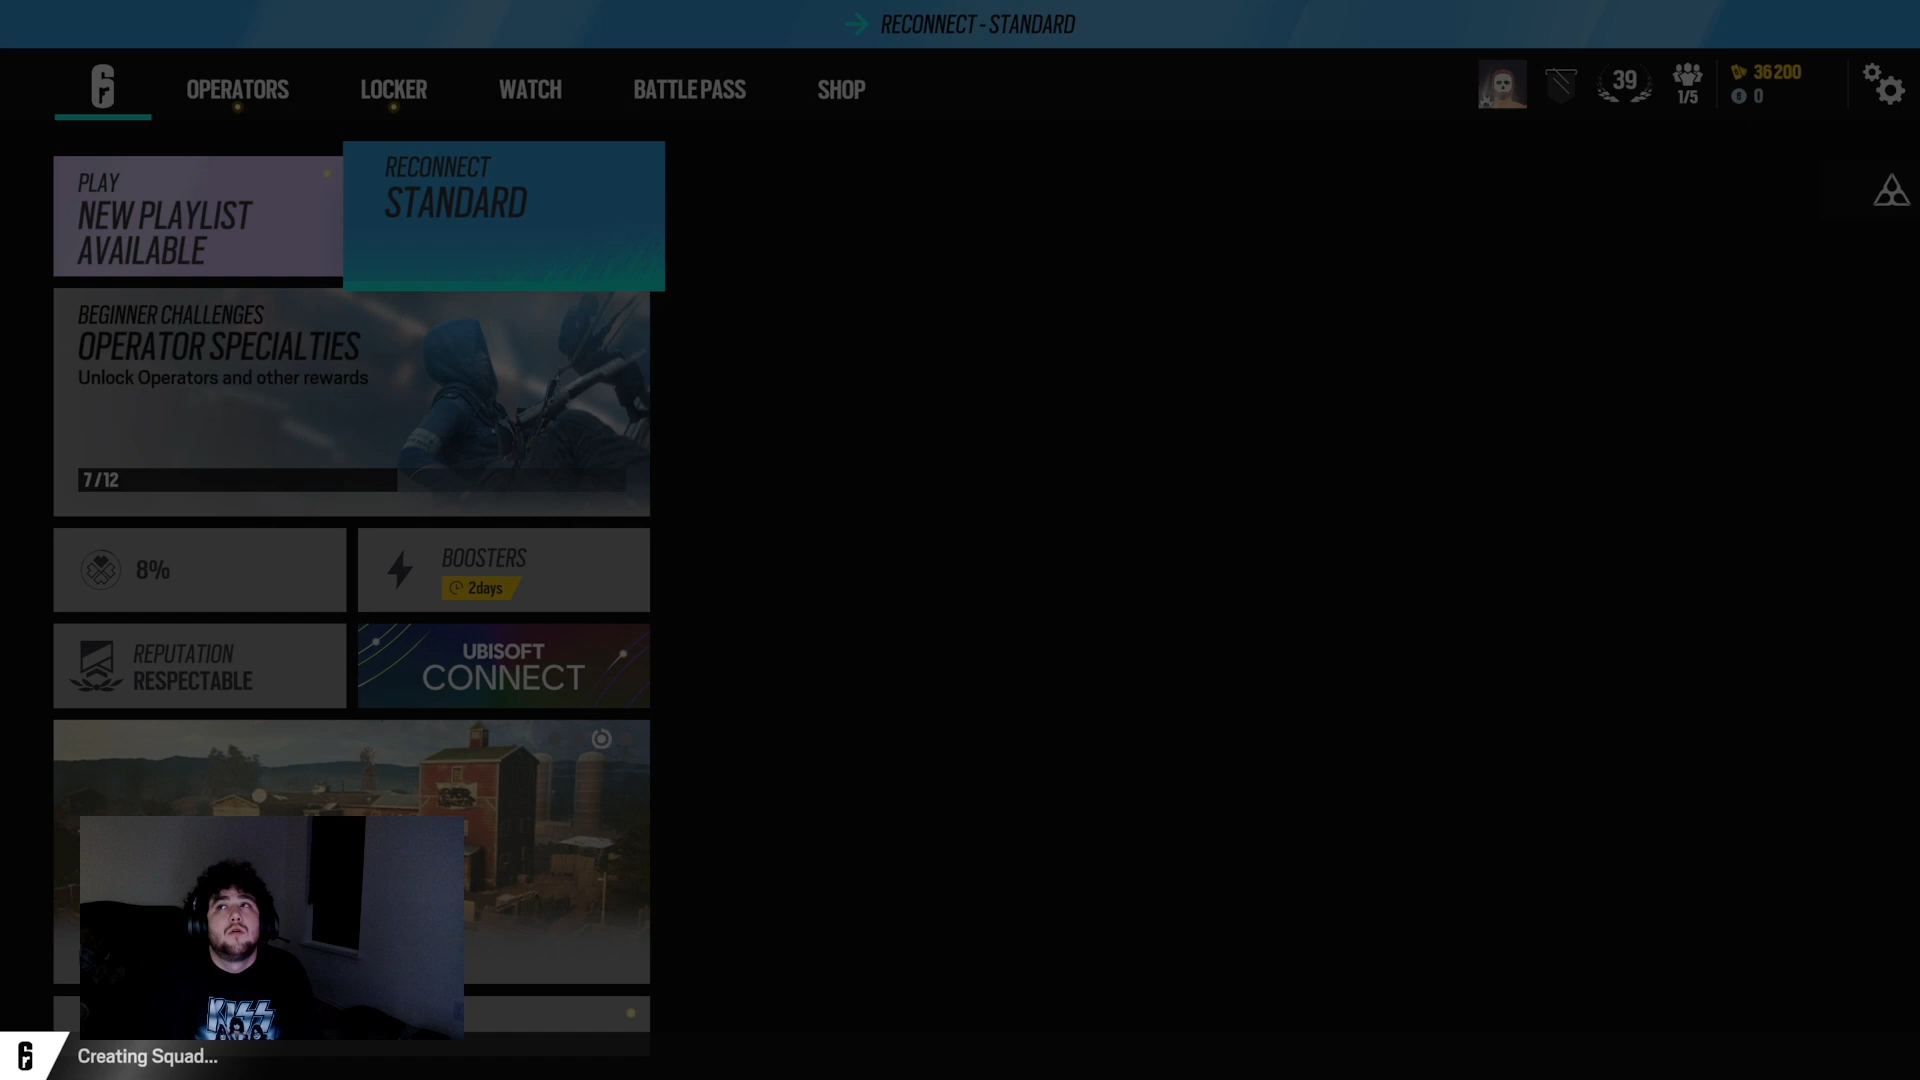 RECONNECT - STANDARD
OPERATORS
LOCKER
WATCH
BATTLE PASS
SHOP
39
1/5
36 200
0
PLAY
NEW PLAYLIST
AVAILABLE
RECONNECT
STANDARD
BEGINNER CHALLENGES
OPERATOR SPECIALTIES
Unlock Operators and other rewards
7/12
8%
BOOSTERS
2days
REPUTATION
RESPECTABLE
UBISOFT
CONNECT
KISS
Creating Squad...